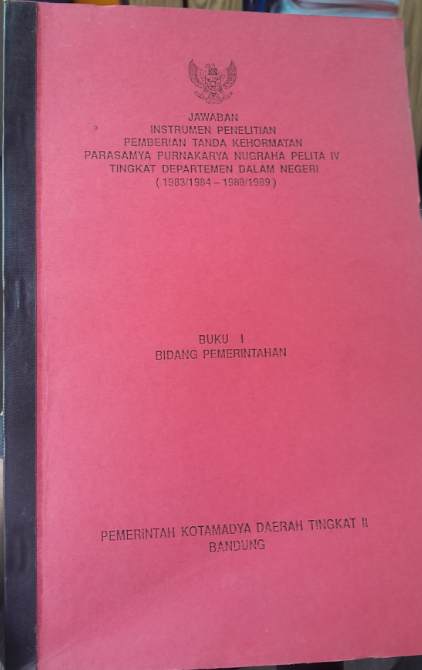 JAWABAN
INSTRUMEN PENELITIAN
PEMBERIAN TANDA KEHORMATAN
PARASAMYA PURNAKARYA NUGRAHA PELITA IV
TINGKAT DEPARTEMEN DALAM NEGERI
( 1983/1984 – 1988/1989 )
BUKU I
BIDANG PEMERINTAHAN
PEMERINTAH KOTAMADYA DAERAH TINGKAT II
BANDUNG